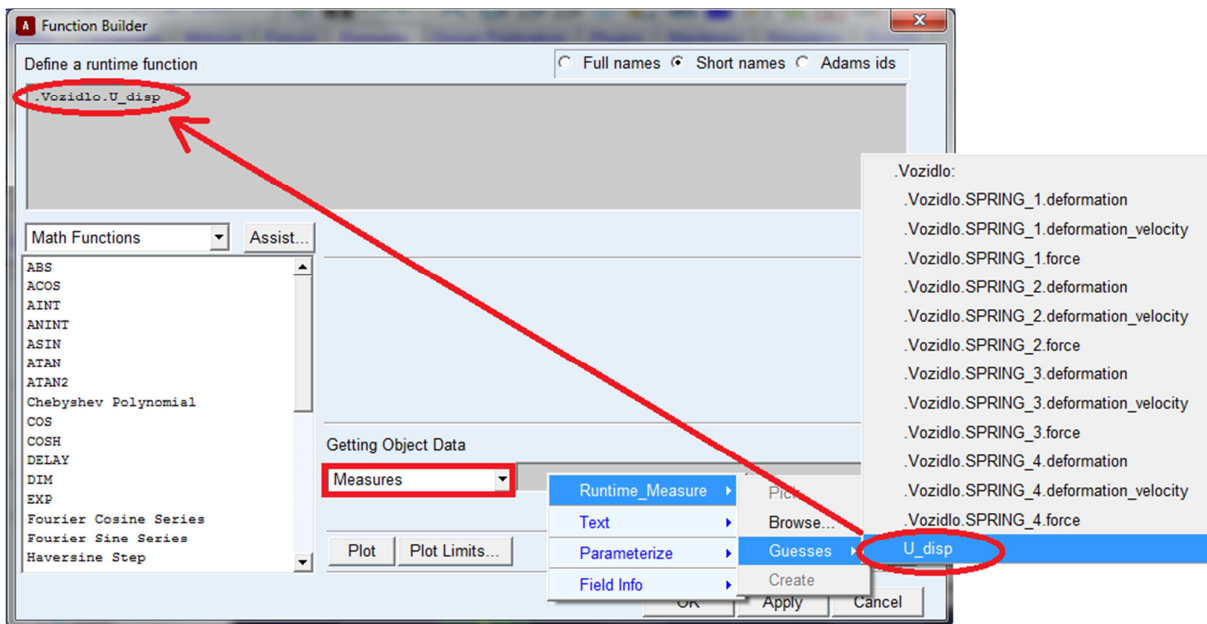 Function Builder
Define a runtime function
Full names Short names Adams ids
.Vozidlo.U_disp
Math Functions
Assist...
ABS
ACOS
AINT
ANINT
ASIN
ATAN
ATAN2
Chebyshev Polynomial
COS
COSH
DELAY
DIM
EXP
Fourier Cosine Series
Fourier Sine Series
Haversine Step
Getting Object Data
Measures
Plot
Plot Limits...
Runtime_Measure
Text
Parameterize
Field Info
Pick
Browse...
Guesses
Create
.Vozidlo:
.Vozidlo.SPRING_1.deformation
.Vozidlo.SPRING_1.deformation_velocity
.Vozidlo.SPRING_1.force
.Vozidlo.SPRING_2.deformation
.Vozidlo.SPRING_2.deformation_velocity
.Vozidlo.SPRING_2.force
.Vozidlo.SPRING_3.deformation
.Vozidlo.SPRING_3.deformation_velocity
.Vozidlo.SPRING_3.force
.Vozidlo.SPRING_4.deformation
.Vozidlo.SPRING_4.deformation_velocity
.Vozidlo.SPRING_4.force
U_disp
OK
Apply
Cancel